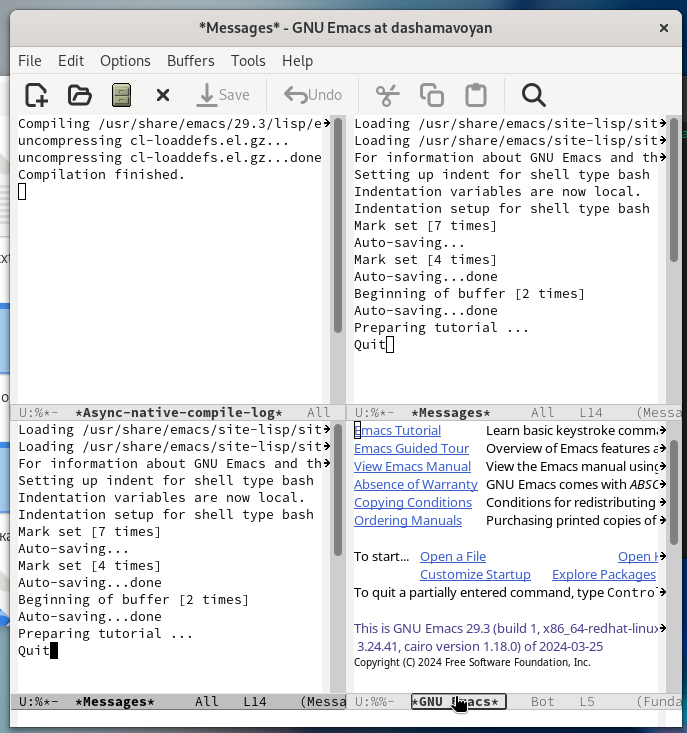 *Messages* - GNU Emacs at dashamavoyan
File Edit Options Buffers Tools Help
Save Undo
Compiling /usr/share/emacs/29.3/lisp/e
uncompressing cl-loaddefs.el.gz...
uncompressing cl-loaddefs.el.gz...done
Compilation finished.
U:%*- *Async-native-compile-log* All
Loading /usr/share/emacs/site-lisp/sit
Loading /usr/share/emacs/site-lisp/sit
For information about GNU Emacs and th
Setting up indent for shell type bash
Indentation variables are now local.
Indentation setup for shell type bash
Mark set [7 times]
Auto-saving...
Mark set [4 times]
Auto-saving...done
Beginning of buffer [2 times]
Auto-saving...done
Preparing tutorial ...
Quit
U:%*- *Messages* All L14 (Messa
Loading /usr/share/emacs/site-lisp/sit
Loading /usr/share/emacs/site-lisp/sit
For information about GNU Emacs and th
Setting up indent for shell type bash
Indentation variables are now local.
Indentation setup for shell type bash
Mark set [7 times]
Auto-saving...
Mark set [4 times]
Auto-saving...done
Beginning of buffer [2 times]
Auto-saving...done
Preparing tutorial ...
Quit
U:%*- *Messages* All L14 (Messa
Emacs Tutorial Learn basic keystroke comma
Emacs Guided Tour Overview of Emacs features a
View Emacs Manual View the Emacs manual using
Absence of Warranty GNU Emacs comes with ABSO
Copying Conditions Conditions for redistributing
Ordering Manuals Purchasing printed copies of
To start... Open a File Open H
Customize Startup Explore Packages
To quit a partially entered command, type Control
This is GNU Emacs 29.3 (build 1, x86_64-redhat-linux
3.24.41, cairo version 1.18.0) of 2024-03-25
Copyright (C) 2024 Free Software Foundation, Inc.
U:%%- *GNU Emacs* Bot L5 (Funda